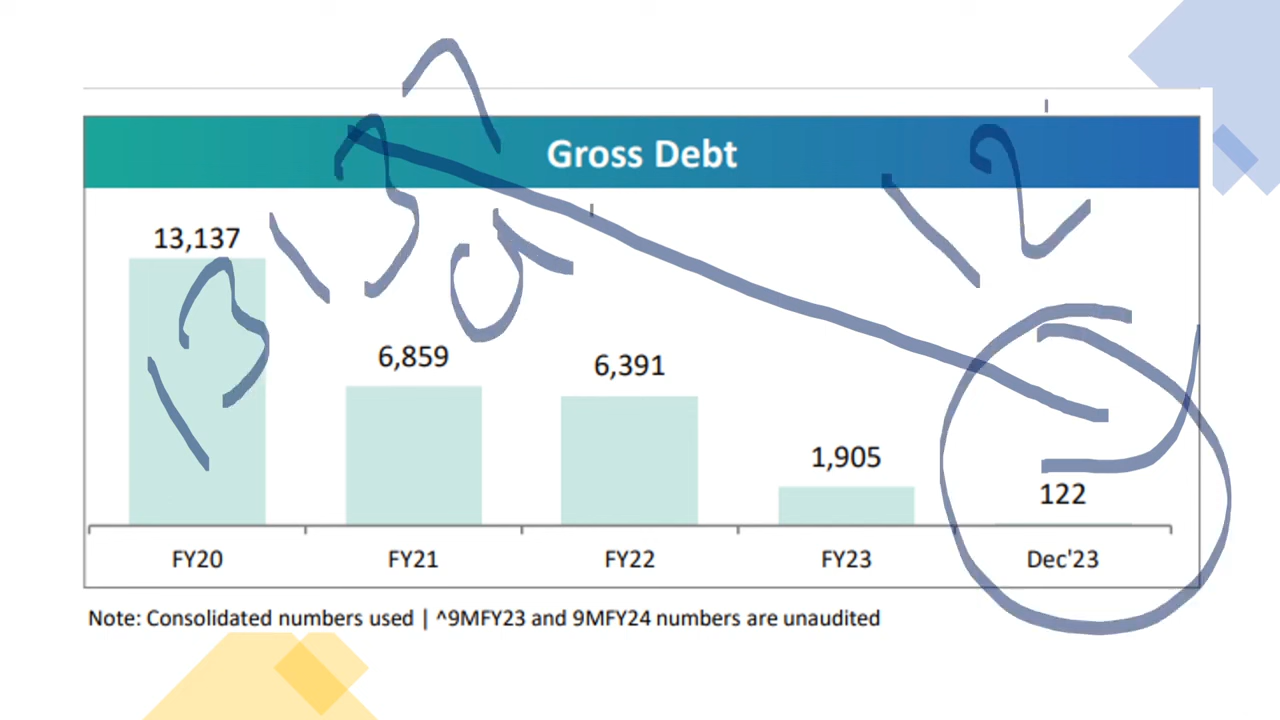 Gross Debt
13,137
6,859
6,391
1,905
122
FY20 FY21 FY22 FY23 Dec'23
Note: Consolidated numbers used | ^9MFY23 and 9MFY24 numbers are unaudited